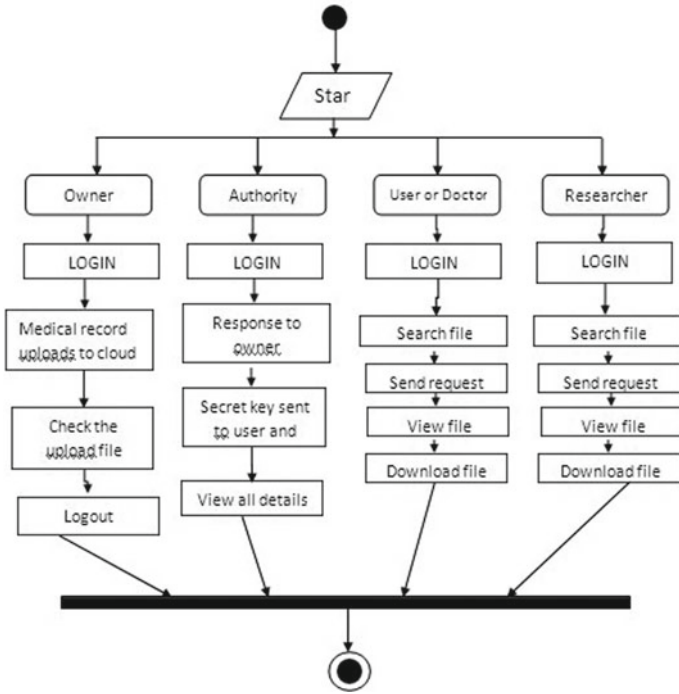 Star
Owner
Authority
User or Doctor
Researcher
LOGIN
LOGIN
LOGIN
LOGIN
Medical record
uploads to cloud
Response to
owner
Search file
Search file
Send request
Send request
Secret key sent
to user and
View file
View file
Check the
upload file
Download file
Download file
View all details
Logout